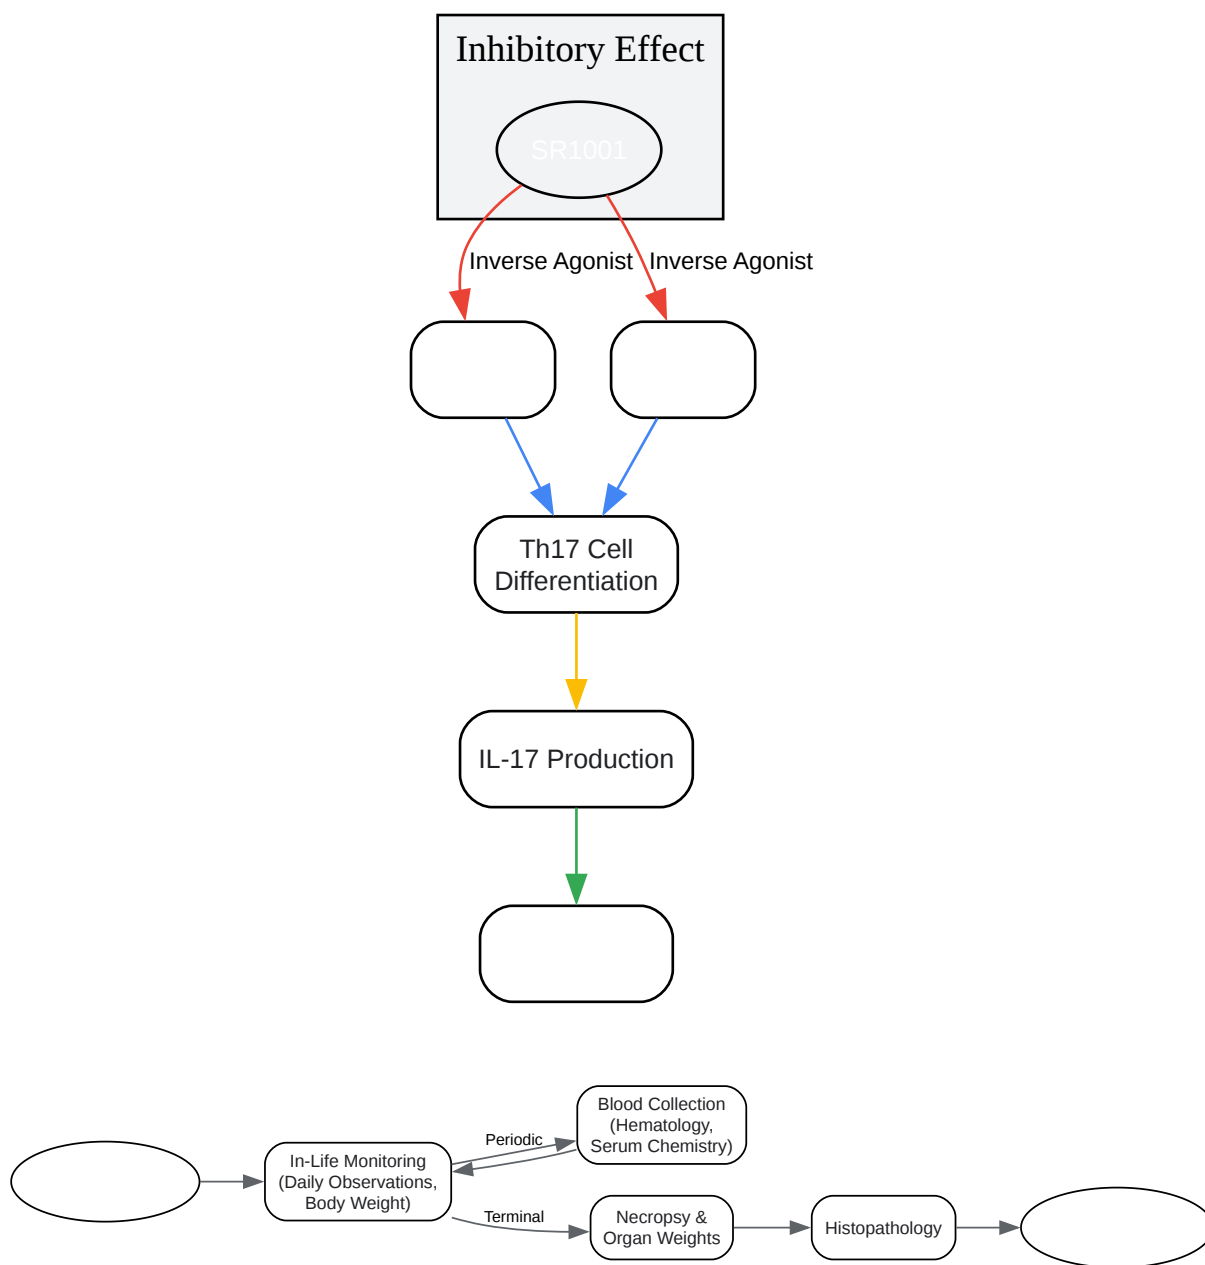 Inhibitory Effect
SR1001
Inverse Agonist
Inverse Agonist
Th17 Cell
Differentiation
IL-17 Production
Blood Collection
(Hematology,
Serum Chemistry)
Periodic
In-Life Monitoring
(Daily Observations,
Body Weight)
Terminal
Necropsy &
Organ Weights
Histopathology